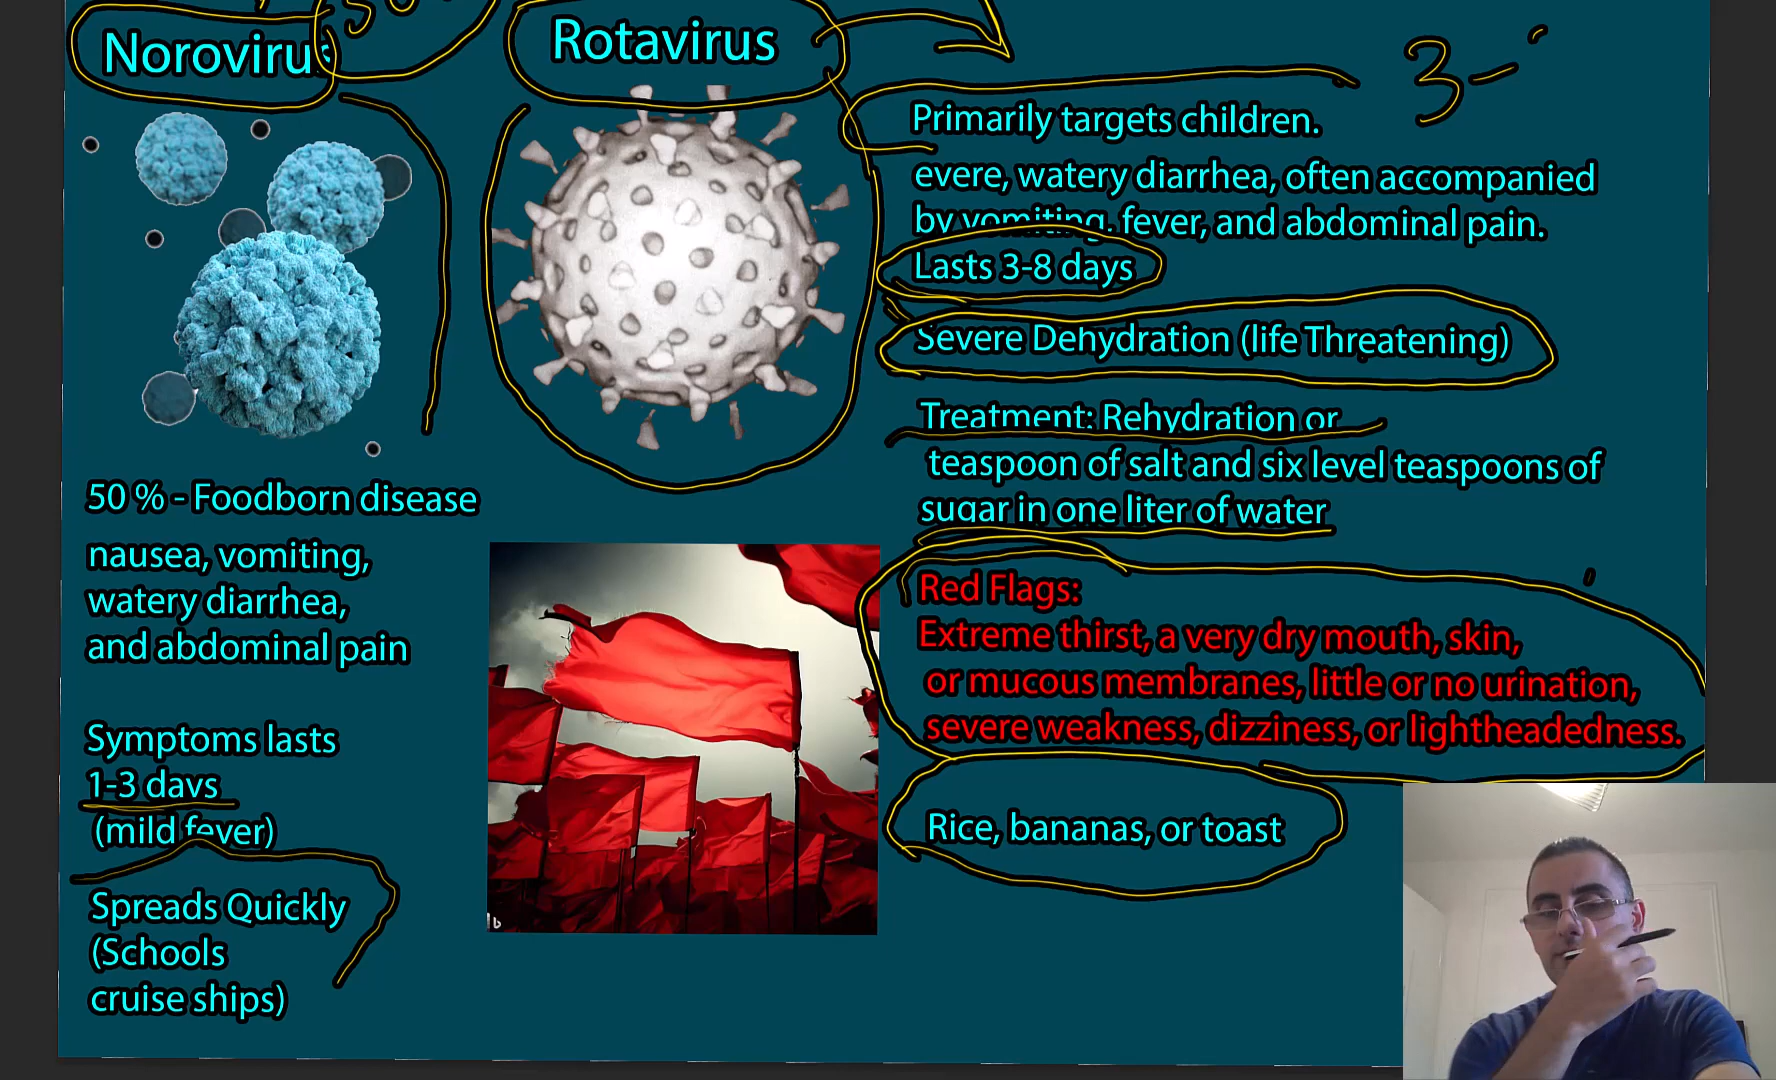 Norovirus
Rotavirus
3-
Primarily targets children.
evere, watery diarrhea, often accompanied
by vomiting, fever, and abdominal pain.
Lasts 3-8 days
Severe Dehydration (life Threatening)
Treatment: Rehydration or
teaspoon of salt and six level teaspoons of
sugar in one liter of water
Red Flags:
Extreme thirst, a very dry mouth, skin,
or mucous membranes, little or no urination,
severe weakness, dizziness, or lightheadedness.
Rice, bananas, or toast
50 % - Foodborn disease
nausea, vomiting,
watery diarrhea,
and abdominal pain
Symptoms lasts
1-3 days
(mild fever)
Spreads Quickly
(Schools
cruise ships)
b